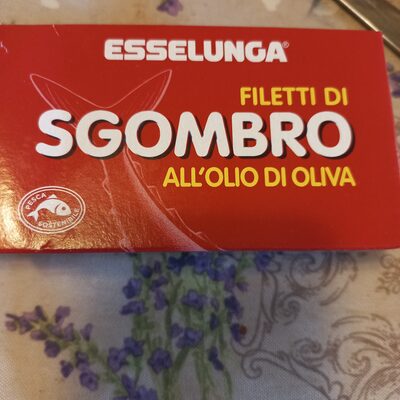 ESSELUNGA®
FILETTI DI
SGOMBRO
ALL'OLIO DI OLIVA
PESCA
SOSTENIBILE